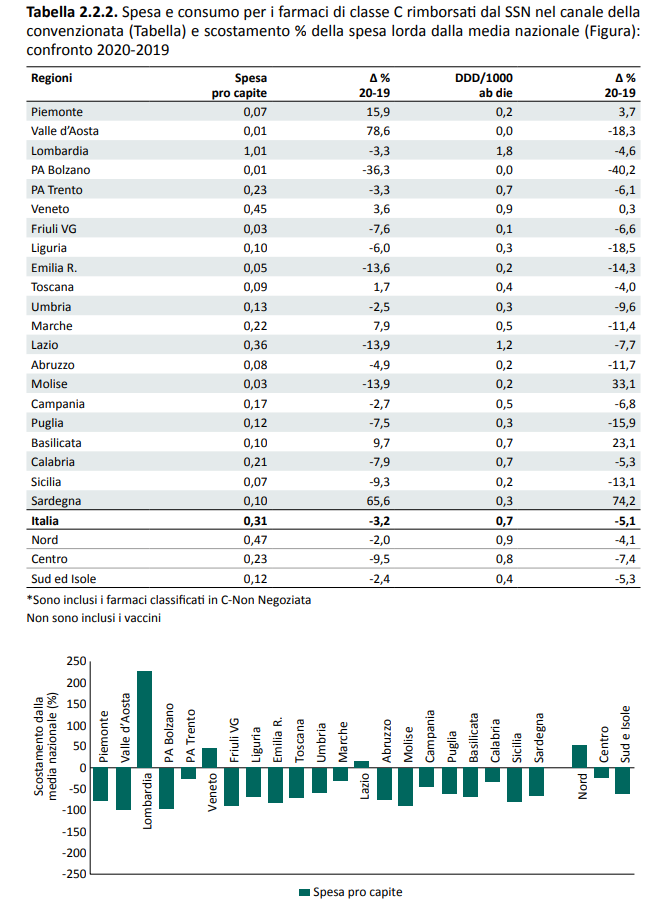 Tabella 2.2.2. Spesa e consumo per i farmaci di classe C rimborsati dal SSN nel canale della
convenzionata (Tabella) e scostamento % della spesa lorda dalla media nazionale (Figura):
confronto 2020-2019
Regioni Spesa pro capite Δ % 20-19 DDD/1000 ab die Δ % 20-19
Piemonte 0,07 15,9 0,2 3,7
Valle d'Aosta 0,01 78,6 0,0 -18,3
Lombardia 1,01 -3,3 1,8 -4,6
PA Bolzano 0,01 -36,3 0,0 -40,2
PA Trento 0,23 -3,3 0,7 -6,1
Veneto 0,45 3,6 0,9 0,3
Friuli VG 0,03 -7,6 0,1 -6,6
Liguria 0,10 -6,0 0,3 -18,5
Emilia R. 0,05 -13,6 0,2 -14,3
Toscana 0,09 1,7 0,4 -4,0
Umbria 0,13 -2,5 0,3 -9,6
Marche 0,22 7,9 0,5 -11,4
Lazio 0,36 -13,9 1,2 -7,7
Abruzzo 0,08 -4,9 0,2 -11,7
Molise 0,03 -13,9 0,2 33,1
Campania 0,17 -2,7 0,5 -6,8
Puglia 0,12 -7,5 0,3 -15,9
Basilicata 0,10 9,7 0,7 23,1
Calabria 0,21 -7,9 0,7 -5,3
Sicilia 0,07 -9,3 0,2 -13,1
Sardegna 0,10 65,6 0,3 74,2
Italia 0,31 -3,2 0,7 -5,1
Nord 0,47 -2,0 0,9 -4,1
Centro 0,23 -9,5 0,8 -7,4
Sud ed Isole 0,12 -2,4 0,4 -5,3
*Sono inclusi i farmaci classificati in C-Non Negoziata
Non sono inclusi i vaccini
Scostamento dalla
media nazionale (%)
250
200
150
100
50
0
-50
-100
-150
-200
-250
Piemonte
Valle d'Aosta
Lombardia
PA Bolzano
PA Trento
Veneto
Friuli VG
Liguria
Emilia R.
Toscana
Umbria
Marche
Lazio
Abruzzo
Molise
Campania
Puglia
Basilicata
Calabria
Sicilia
Sardegna
Nord
Centro
Sud e Isole
Spesa pro capite